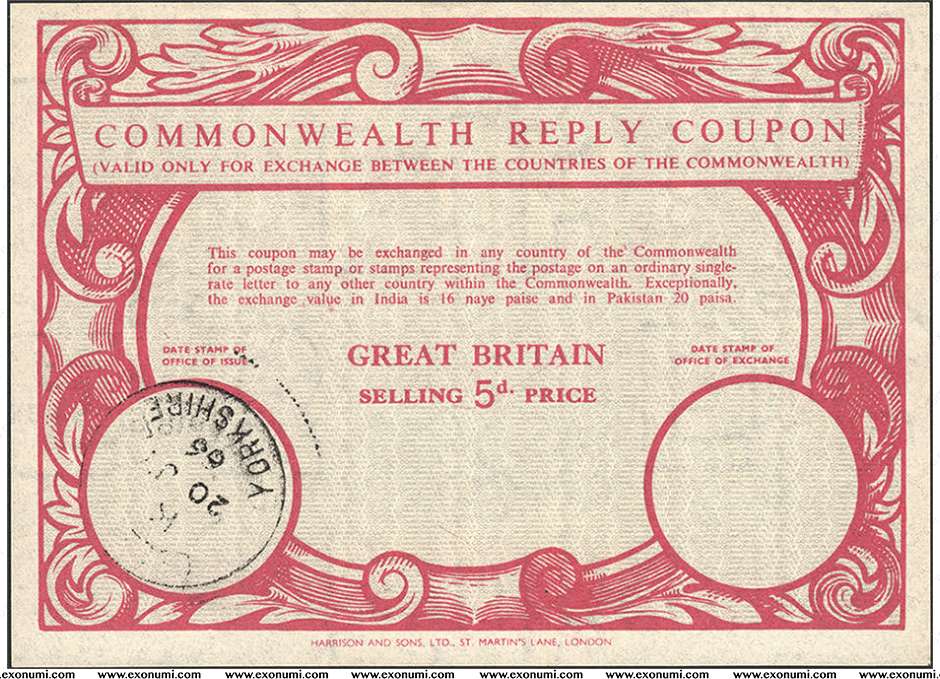 COMMONWEALTH REPLY COUPON
(VALID ONLY FOR EXCHANGE BETWEEN THE COUNTRIES OF THE COMMONWEALTH)
This coupon may be exchanged in any country of the Commonwealth
for a postage stamp or stamps representing the postage on an ordinary single-
rate letter to any other country within the Commonwealth. Exceptionally,
the exchange value in India is 16 naye paise and in Pakistan 20 paisa.
DATE STAMP OF
OFFICE OF ISSUE
GREAT BRITAIN
SELLING 5d. PRICE
DATE STAMP OF
OFFICE OF EXCHANGE
YORKSHIRE
20
65
HARRISON AND SONS, LTD., ST. MARTIN'S LANE, LONDON
.exonumi.com www.exonumi.com www.exonumi.com www.exonumi.com www.exonumi.com www.exonumi.com www.exonumi.com